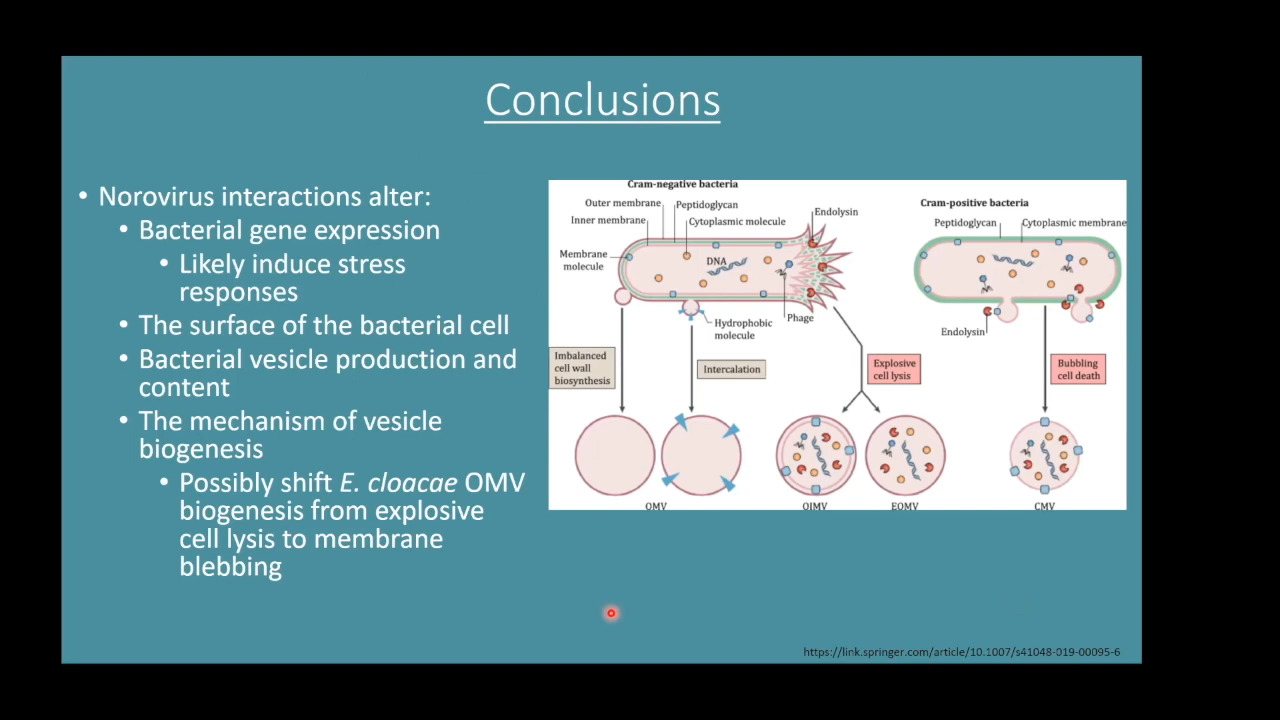 Conclusions
• Norovirus interactions alter:
• Bacterial gene expression
• Likely induce stress
responses
• The surface of the bacterial cell
• Bacterial vesicle production and
content
• The mechanism of vesicle
biogenesis
• Possibly shift E. cloacae OMV
biogenesis from explosive
cell lysis to membrane
blebbing
Cram-negative bacteria
Outer membrane
Peptidoglycan
Inner membrane
Cytoplasmic molecule
Endolysin
Membrane
molecule
DNA
Hydrophobic
molecule
Phage
Imbalanced
cell wall
biosynthesis
Intercalation
Explosive
cell lysis
OMV
OIMV
EOMV
Cram-positive bacteria
Peptidoglycan
Cytoplasmic membrane
Endolysin
Bubbling
cell death
CMV
https://link.springer.com/article/10.1007/s41048-019-00095-6